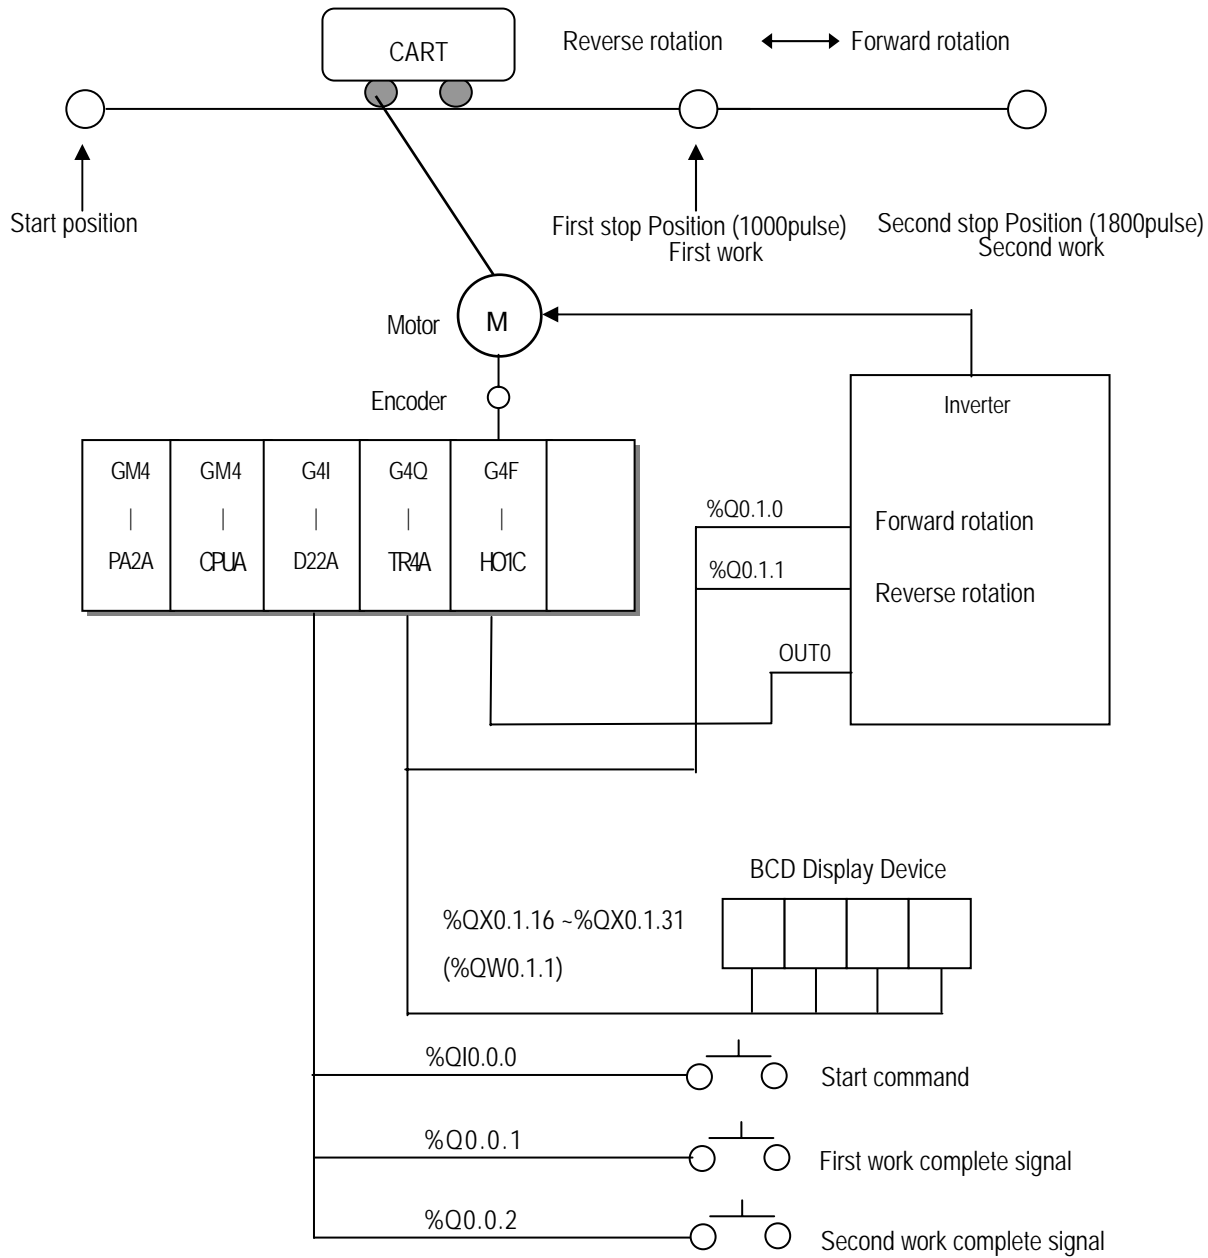 CART
Reverse rotation
Forward rotation
Start position
First stop Position (1000pulse)
First work
Second stop Position (1800pulse)
Second work
Motor
M
Encoder
Inverter
GM4
|
PA2A
GM4
|
CPUA
G4I
|
D22A
G4Q
|
TR4A
G4F
|
HO1C
%Q0.1.0
Forward rotation
%Q0.1.1
Reverse rotation
OUT0
BCD Display Device
%QX0.1.16 ~%QX0.1.31
(%QW0.1.1)
%QI0.0.0
Start command
%Q0.0.1
First work complete signal
%Q0.0.2
Second work complete signal